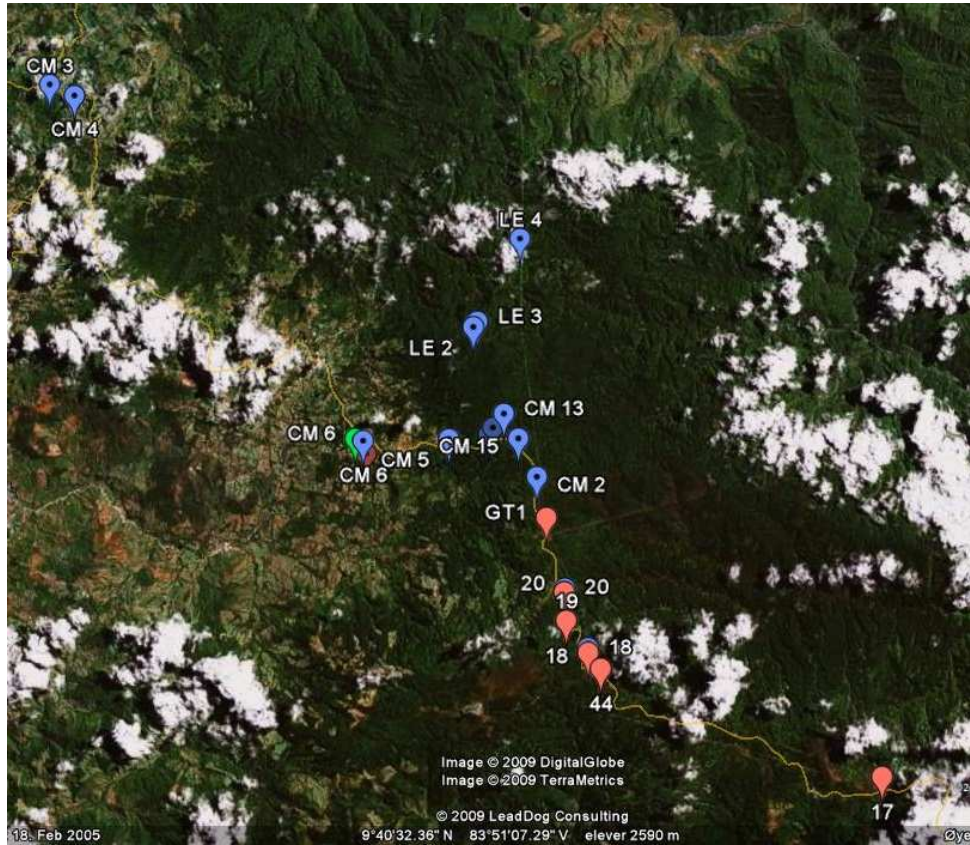 CM 3
CM 4
LE 4
LE 3
LE 2
CM 13
CM 6
CM 15
CM 5
CM 6
CM 2
GT1
20
20
19
18
18
44
17
Image © 2009 DigitalGlobe
Image © 2009 TerraMetrics
© 2009 LeadDog Consulting
18. Feb 2005
9°40'32.36" N
83°51'07.29" V
elever 2590 m
Øye